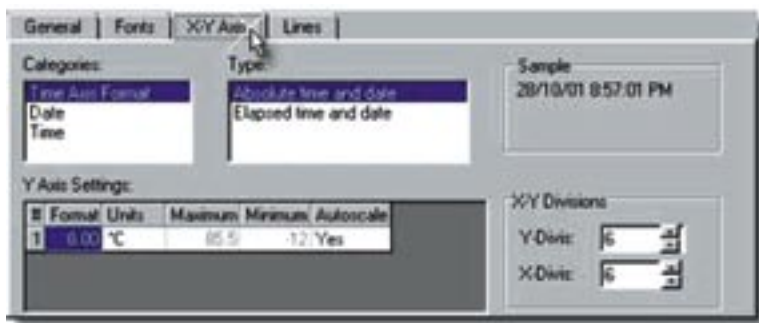 General Fonts X-Y Axis Lines
Categories: Type: Sample
Time Axis Format Absolute time and date 28/10/01 8:57:01 PM
Date Elapsed time and date
Time
Y Axis Settings: X-Y Divisions
# Format Units Maximum Minimum Autoscale Y-Divis: 6
1 6.00 °C 85.5 -12 Yes X-Divis: 6